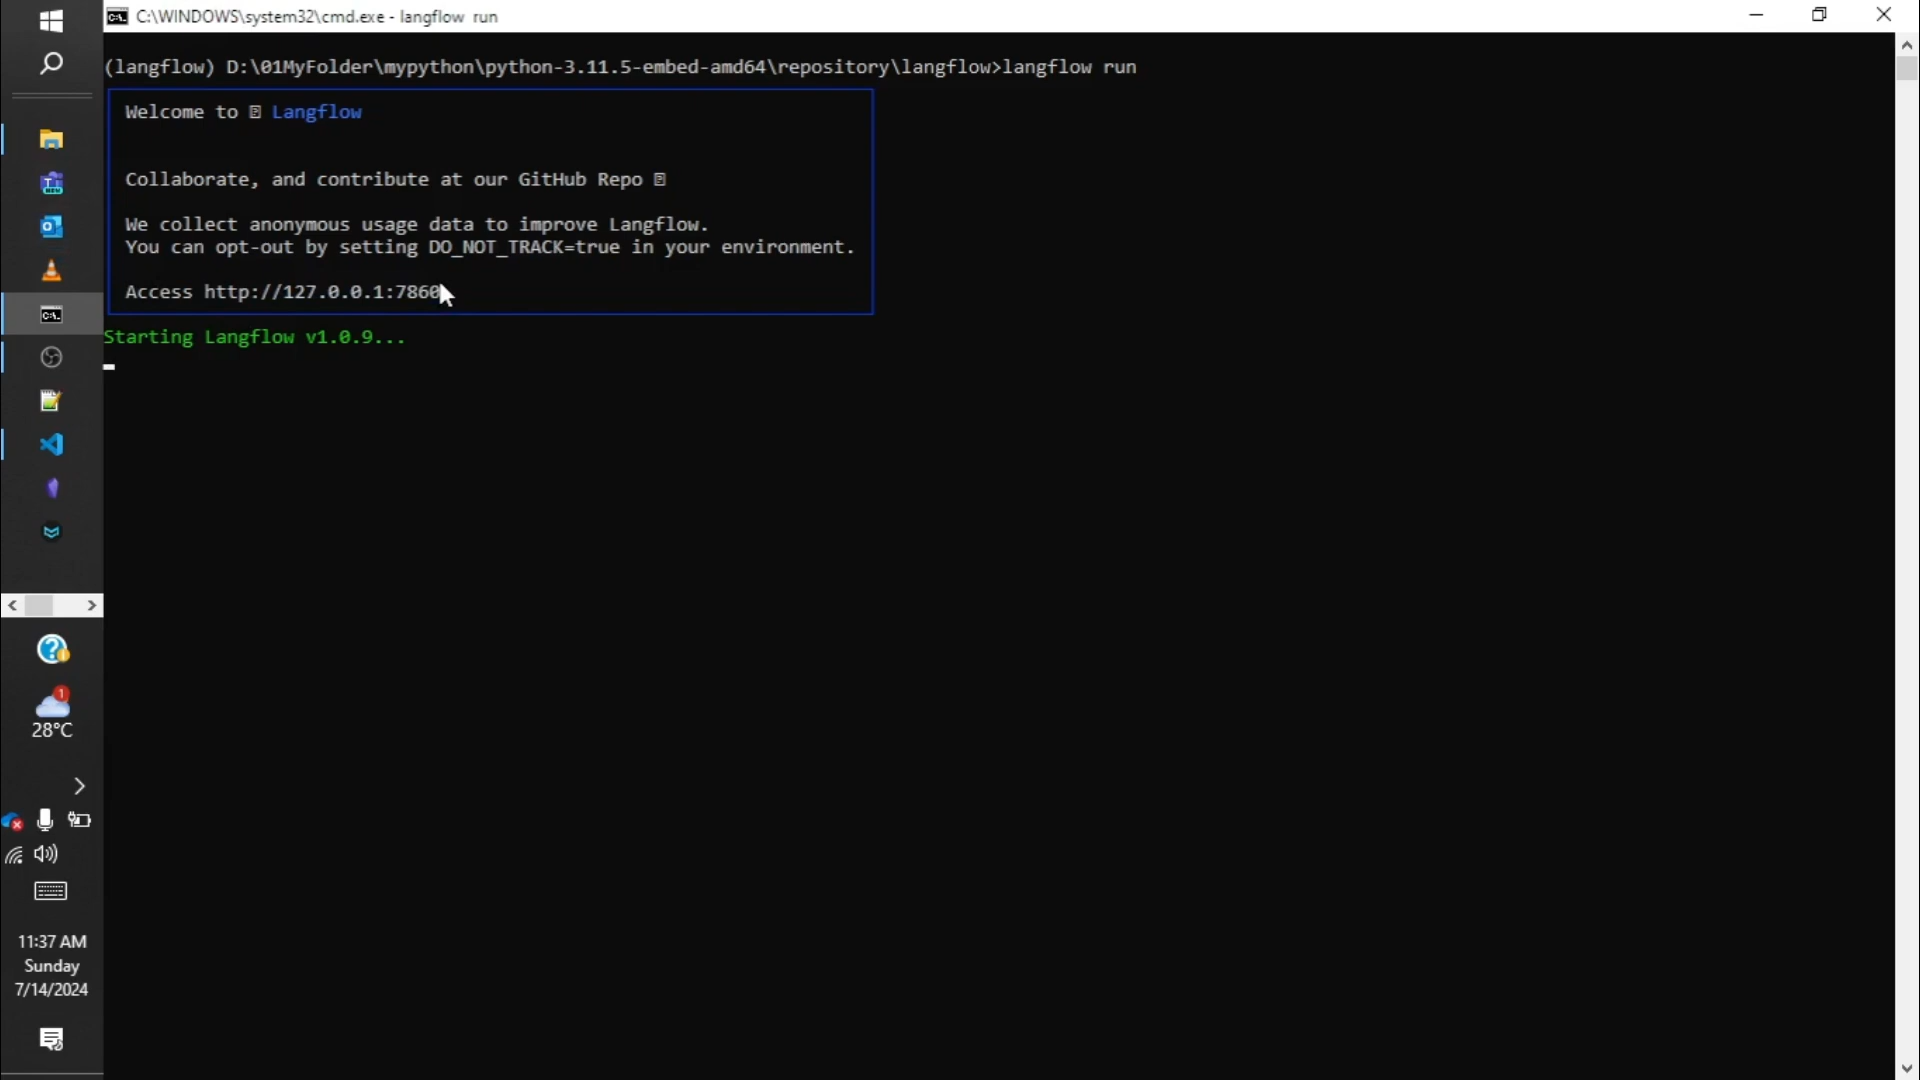 C:\WINDOWS\system32\cmd.exe - langflow  run
(langflow) D:\01MyFolder\mypython\python-3.11.5-embed-amd64\repository\langflow>langflow run
Welcome to Langflow
Collaborate, and contribute at our GitHub Repo
We collect anonymous usage data to improve Langflow.
You can opt-out by setting DO_NOT_TRACK=true in your environment.
Access http://127.0.0.1:7860
Starting Langflow v1.0.9...
1
28°C
11:37 AM
Sunday
7/14/2024